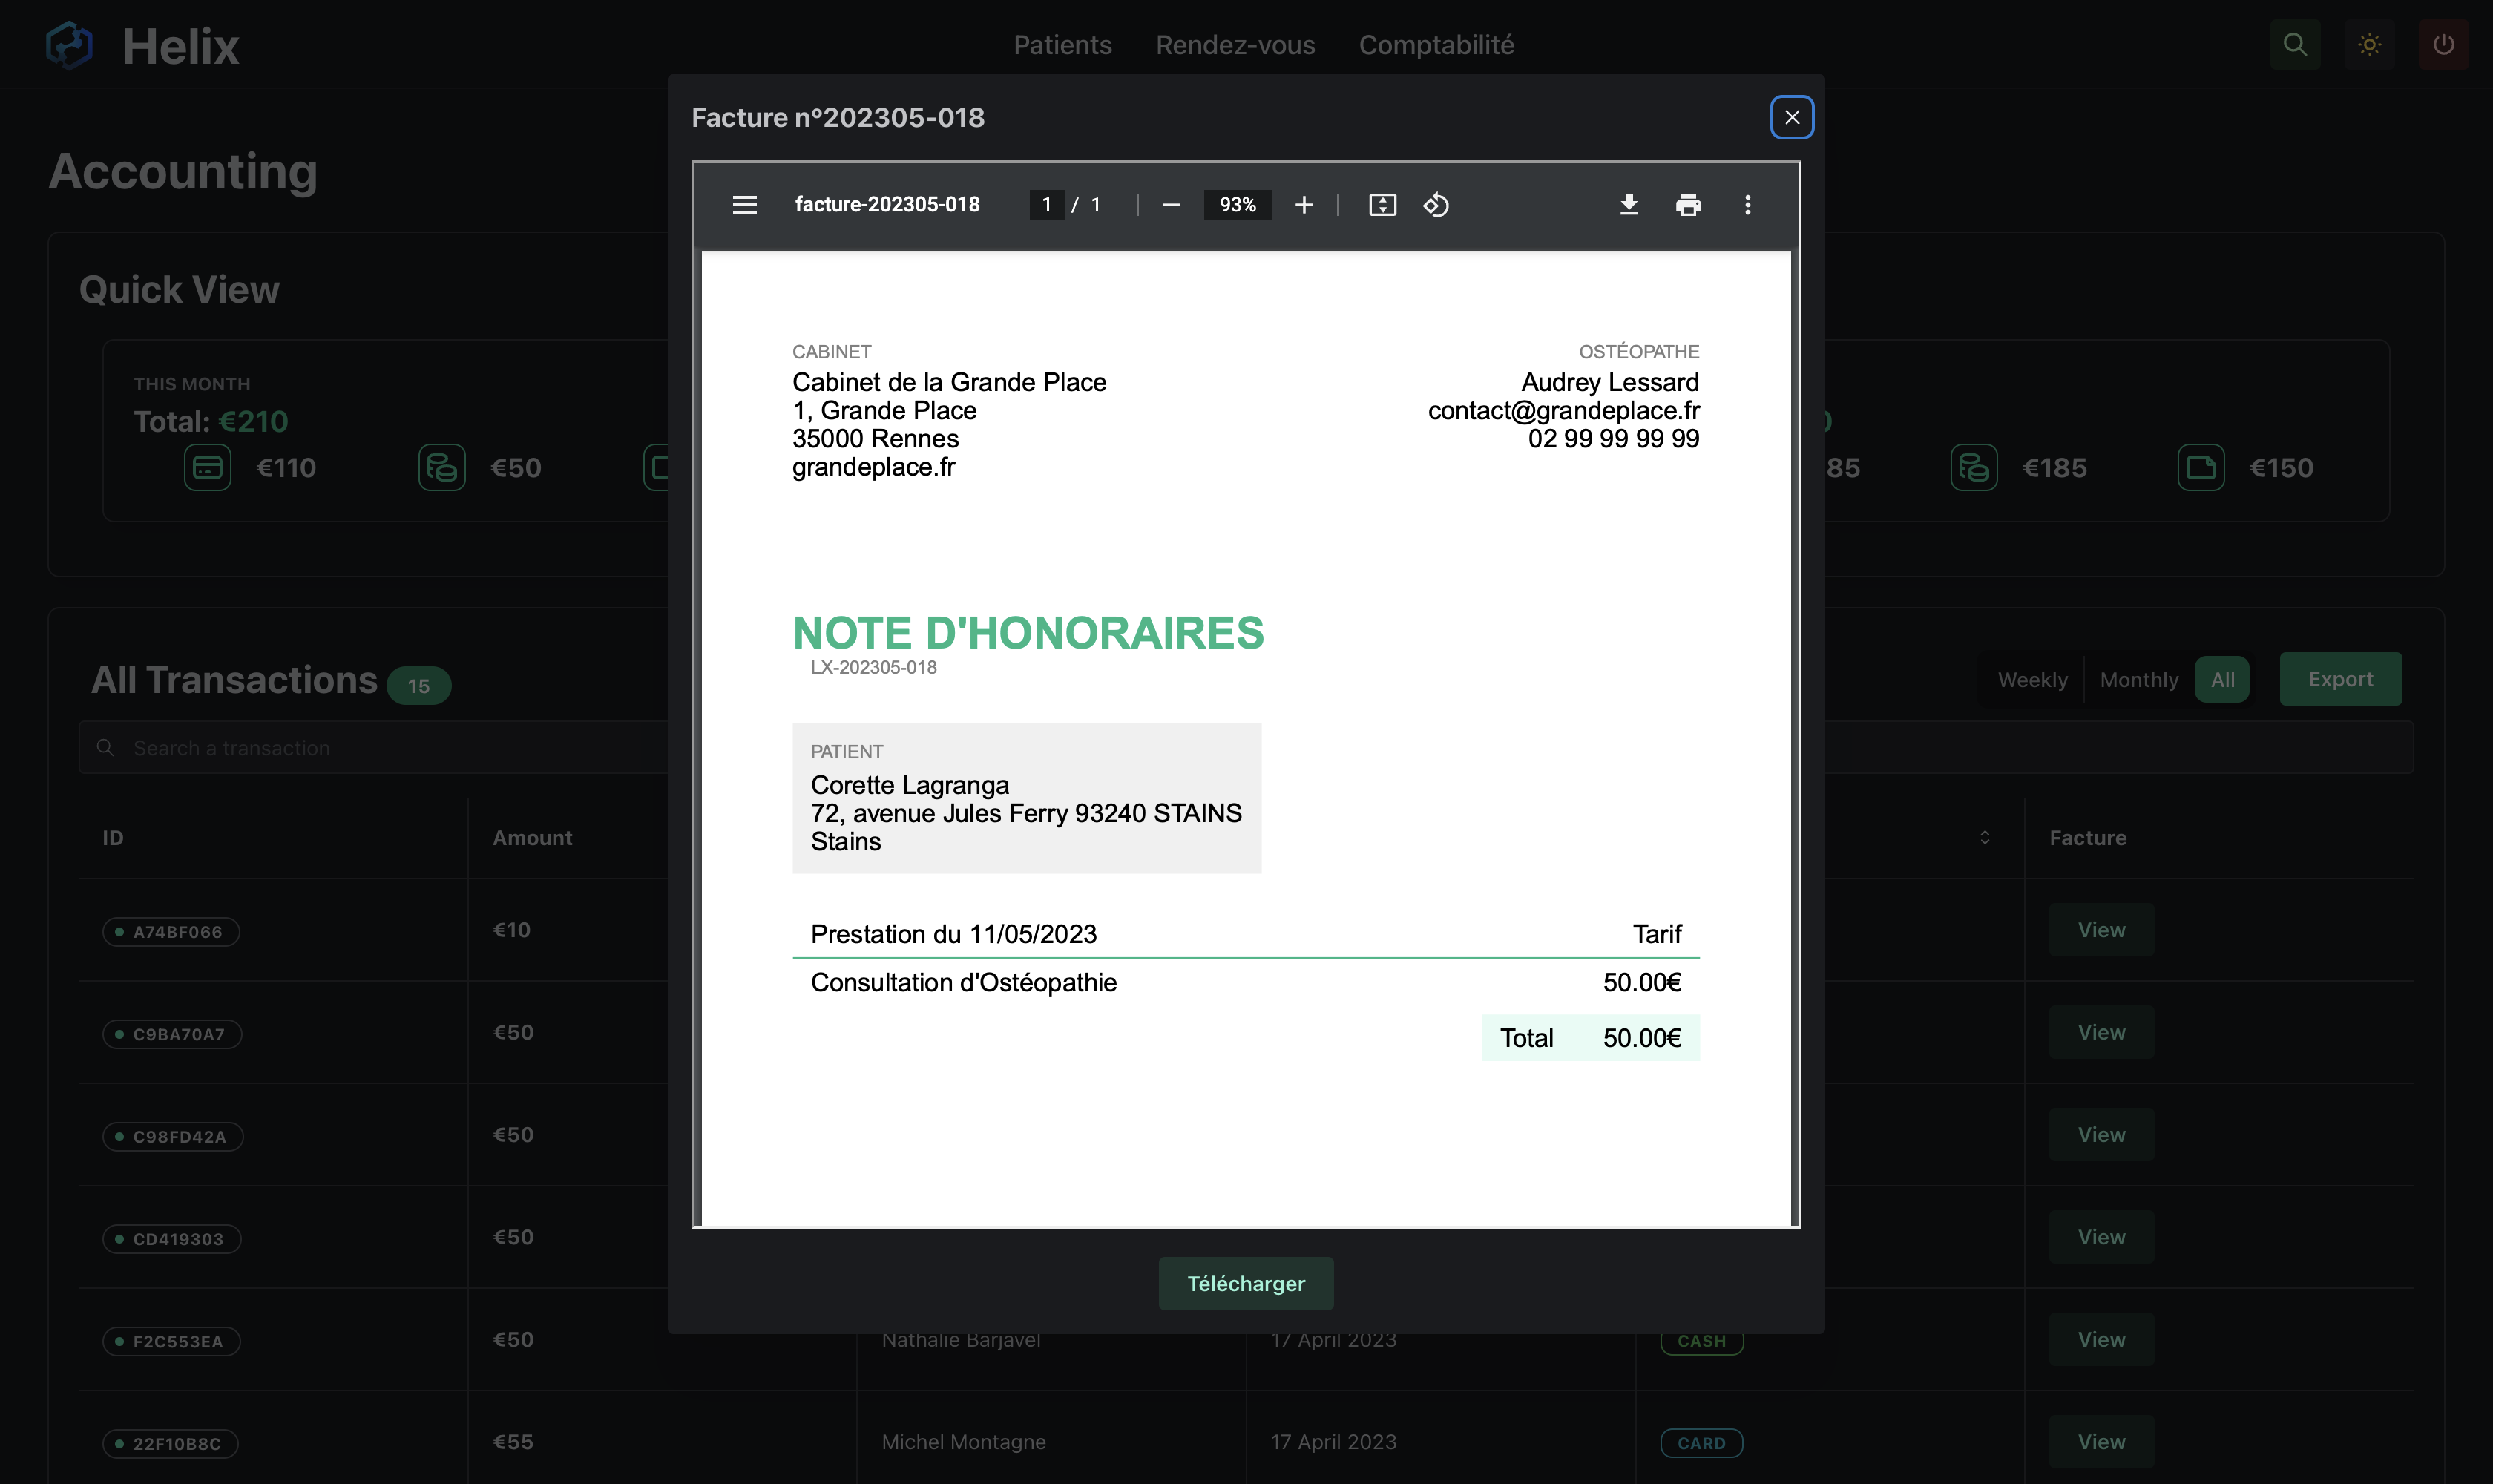 Helix
Patients Rendez-vous Comptabilité
Accounting
Quick View
THIS MONTH
Total: €210
€110 €50
85 €185 €150
Facture n°202305-018
facture-202305-018 1 / 1 93%
CABINET
Cabinet de la Grande Place
1, Grande Place
35000 Rennes
grandeplace.fr
OSTÉOPATHE
Audrey Lessard
contact@grandeplace.fr
02 99 99 99 99
NOTE D'HONORAIRES
LX-202305-018
PATIENT
Corette Lagranga
72, avenue Jules Ferry 93240 STAINS
Stains
Prestation du 11/05/2023 Tarif
Consultation d'Ostéopathie 50.00€
Total 50.00€
Télécharger
All Transactions 15
Weekly Monthly All Export
Search a transaction
ID Amount Facture
A74BF066 €10 View
C9BA70A7 €50 View
C98FD42A €50 View
CD419303 €50 View
F2C553EA €50 Nathalie Barjavel 17 April 2023 CASH View
22F10B8C €55 Michel Montagne 17 April 2023 CARD View